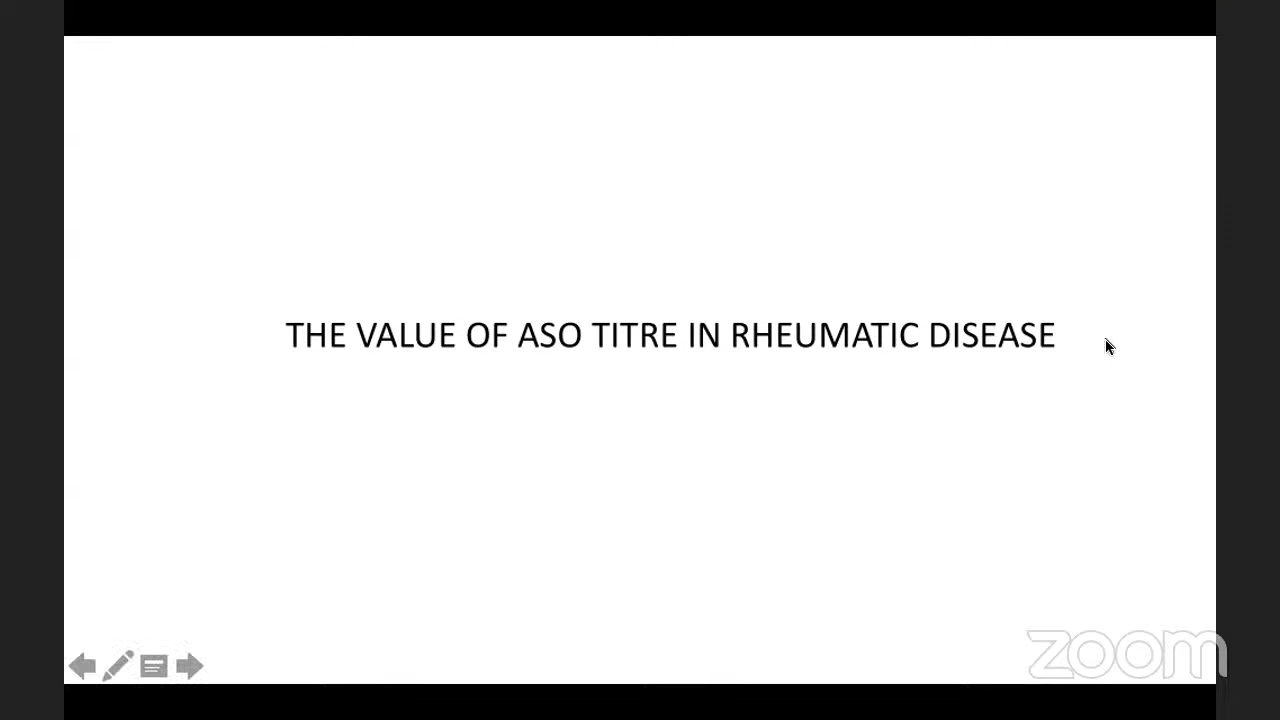 THE VALUE OF ASO TITRE IN RHEUMATIC DISEASE
zoom